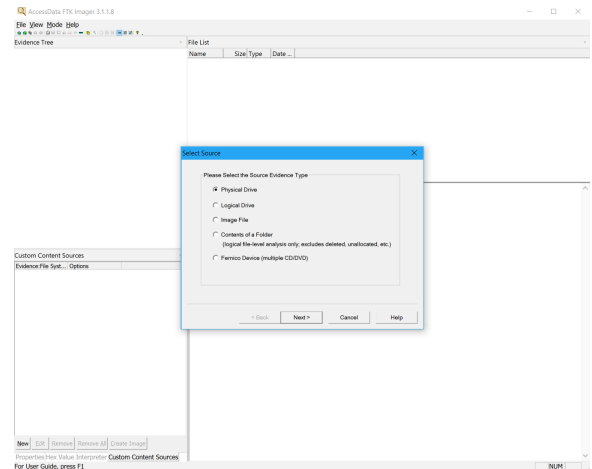 AccessData FTK Imager 3.1.1.8
File View Mode Help
Evidence Tree
File List
Name Size Type Date ...
Select Source
Please Select the Source Evidence Type
Physical Drive
Logical Drive
Image File
Contents of a Folder
(logical file-level analysis only; excludes deleted, unallocated, etc.)
Fernico Device (multiple CD/DVD)
< Back Next > Cancel Help
Custom Content Sources
Evidence:File Syst... Options
New Edit Remove Remove All Create Image
Properties Hex Value Interpreter Custom Content Sources
For User Guide, press F1 NUM